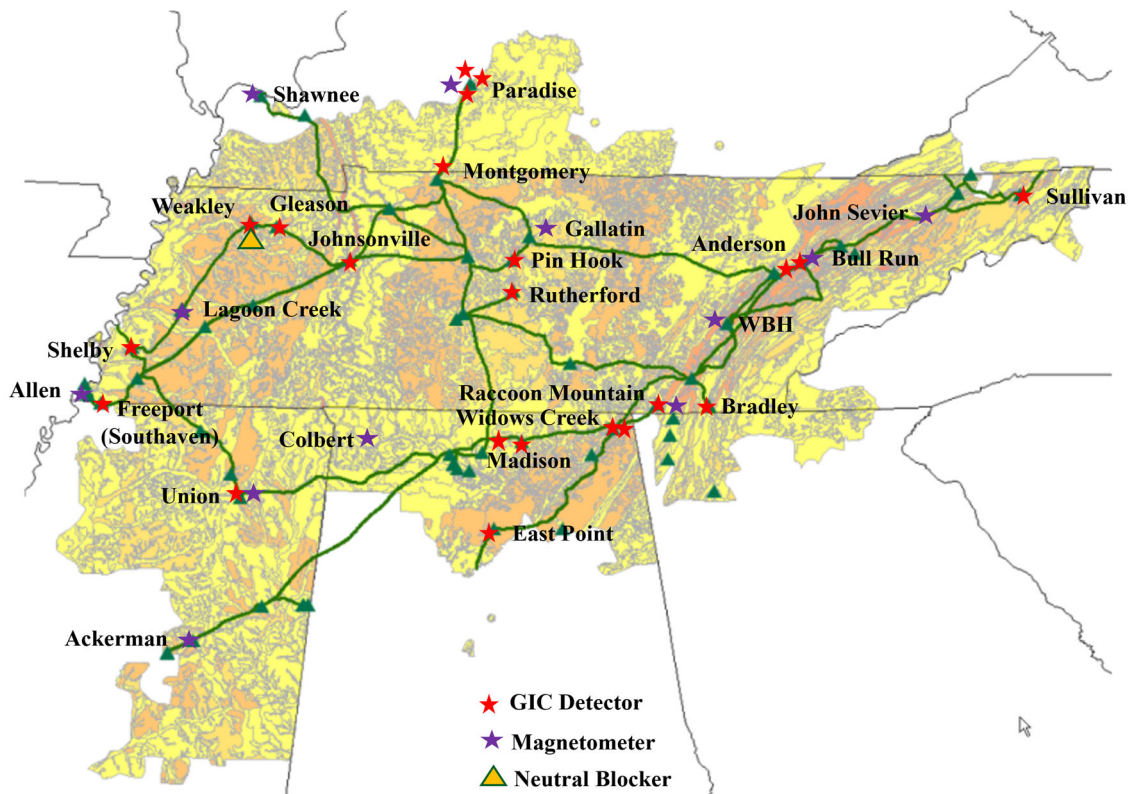 Shawnee
Paradise
Montgomery
Weakley
Gleason
Gallatin
John Sevier
Sullivan
Johnsonville
Anderson
Bull Run
Pin Hook
Rutherford
Lagoon Creek
WBH
Shelby
Allen
Raccoon Mountain
Freeport
(Southaven)
Widows Creek
Bradley
Colbert
Madison
Union
East Point
Ackerman
GIC Detector
Magnetometer
Neutral Blocker